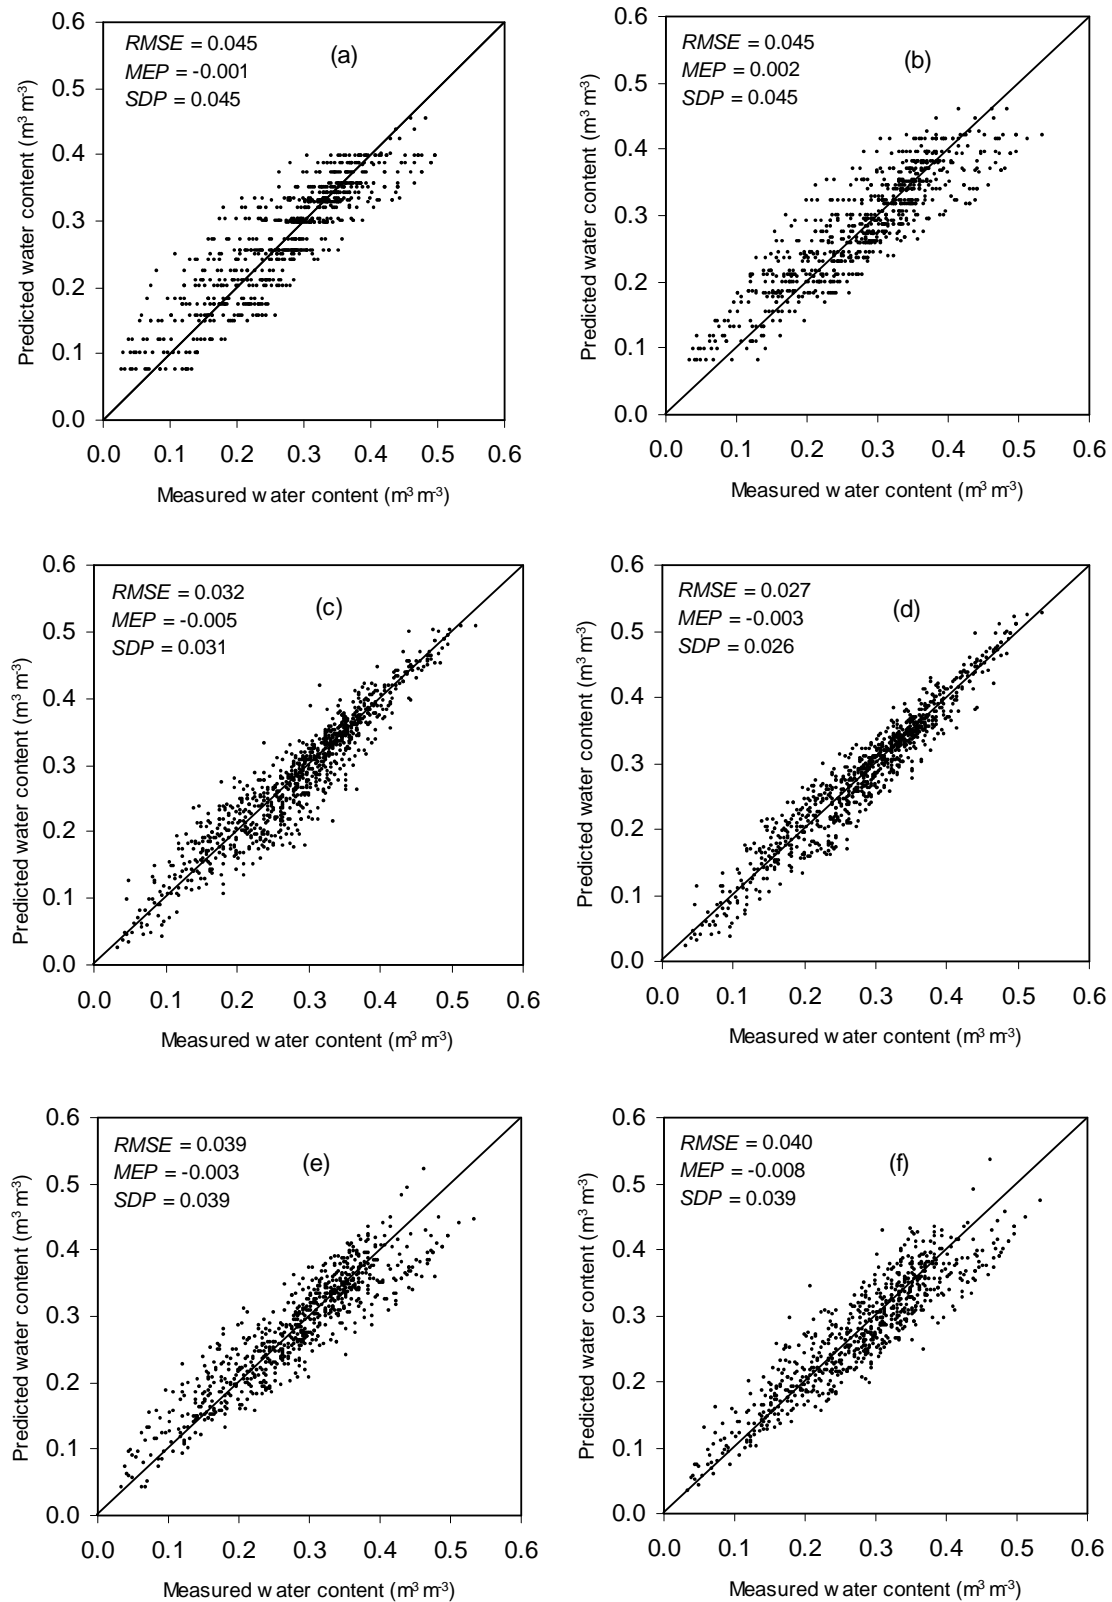 0.6
0.5
0.4
0.3
0.2
0.1
0.0
Predicted water content (m³ m⁻³)
RMSE = 0.045
MEP = -0.001
SDP = 0.045
(a)
0.0 0.1 0.2 0.3 0.4 0.5 0.6
Measured water content (m³ m⁻³)
0.6
0.5
0.4
0.3
0.2
0.1
0.0
Predicted water content (m³ m⁻³)
RMSE = 0.045
MEP = 0.002
SDP = 0.045
(b)
0.0 0.1 0.2 0.3 0.4 0.5 0.6
Measured water content (m³ m⁻³)
0.6
0.5
0.4
0.3
0.2
0.1
0.0
Predicted water content (m³ m⁻³)
RMSE = 0.032
MEP = -0.005
SDP = 0.031
(c)
0.0 0.1 0.2 0.3 0.4 0.5 0.6
Measured water content (m³ m⁻³)
0.6
0.5
0.4
0.3
0.2
0.1
0.0
Predicted water content (m³ m⁻³)
RMSE = 0.027
MEP = -0.003
SDP = 0.026
(d)
0.0 0.1 0.2 0.3 0.4 0.5 0.6
Measured water content (m³ m⁻³)
0.6
0.5
0.4
0.3
0.2
0.1
0.0
Predicted water content (m³ m⁻³)
RMSE = 0.039
MEP = -0.003
SDP = 0.039
(e)
0.0 0.1 0.2 0.3 0.4 0.5 0.6
Measured water content (m³ m⁻³)
0.6
0.5
0.4
0.3
0.2
0.1
0.0
Predicted water content (m³ m⁻³)
RMSE = 0.040
MEP = -0.008
SDP = 0.039
(f)
0.0 0.1 0.2 0.3 0.4 0.5 0.6
Measured water content (m³ m⁻³)